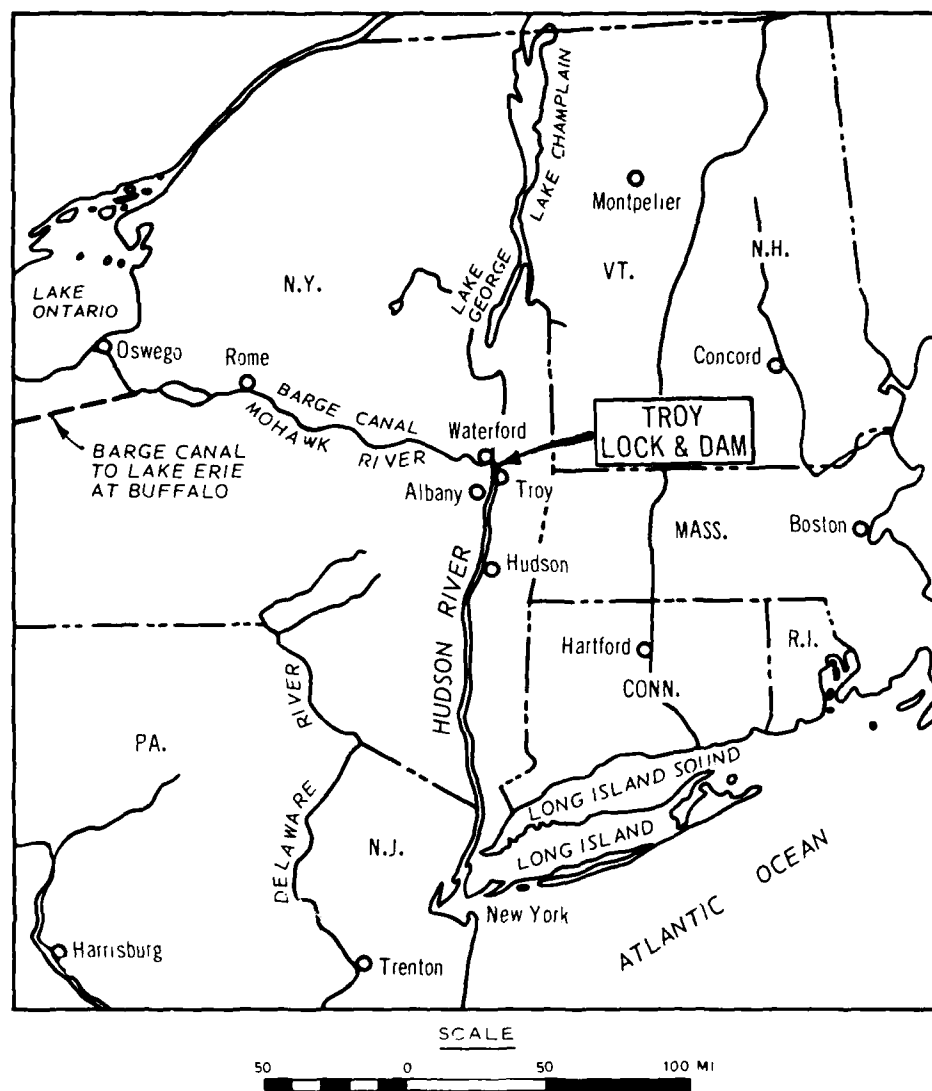 LAKE CHAMPLAIN
Montpelier
N.H.
N.Y.
VT.
LAKE
GEORGE
LAKE
ONTARIO
Oswego
Rome
Concord
BARGE CANAL
MOHAWK
RIVER
Waterford
TROY
LOCK & DAM
BARGE CANAL
TO LAKE ERIE
AT BUFFALO
Albany
Troy
MASS.
Boston
Hudson
HUDSON RIVER
Hartford
R.I.
CONN.
RIVER
DELAWARE
PA.
LONG ISLAND SOUND
N.J.
LONG ISLAND
ATLANTIC OCEAN
New York
Harrisburg
Trenton
SCALE
50 0 50 100 MI